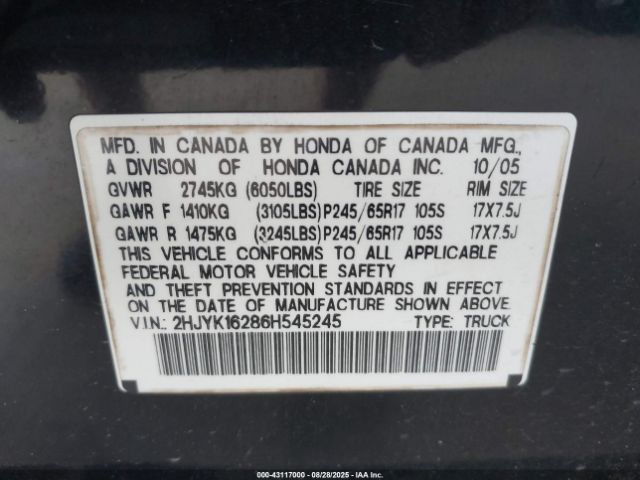 MFD. IN CANADA BY HONDA OF CANADA MFG.,
A DIVISION OF HONDA CANADA INC. 10/05
GVWR 2745KG (6050LBS) TIRE SIZE RIM SIZE
GAWR F 1410KG (3105LBS)P245/65R17 105S 17X7.5J
GAWR R 1475KG (3245LBS)P245/65R17 105S 17X7.5J
THIS VEHICLE CONFORMS TO ALL APPLICABLE
FEDERAL MOTOR VEHICLE SAFETY
AND THEFT PREVENTION STANDARDS IN EFFECT
ON THE DATE OF MANUFACTURE SHOWN ABOVE.
V.I.N.: 2HJYK16286H545245 TYPE: TRUCK
000-43117000 - 08/28/2025 - IAA Inc.